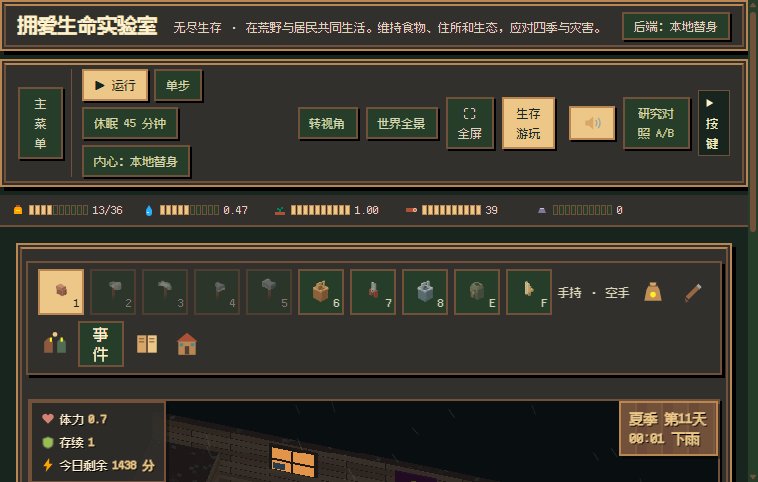 拥爱生命实验室 无尽生存 · 在荒野与居民共同生活。维持食物、住所和生态，应对四季与灾害。 后端：本地替身
主菜单
▶ 运行 单步
休眠 45 分钟
内心：本地替身
转视角 世界全景 全屏 生存游玩 研究对照 A/B ▶ 按键
13/36 0.47 1.00 39 0
1 2 3 4 5 6 7 8 E F 手持 · 空手
事件
体力 0.7
存续 1
今日剩余 1438 分
夏季 第11天
00:01 下雨